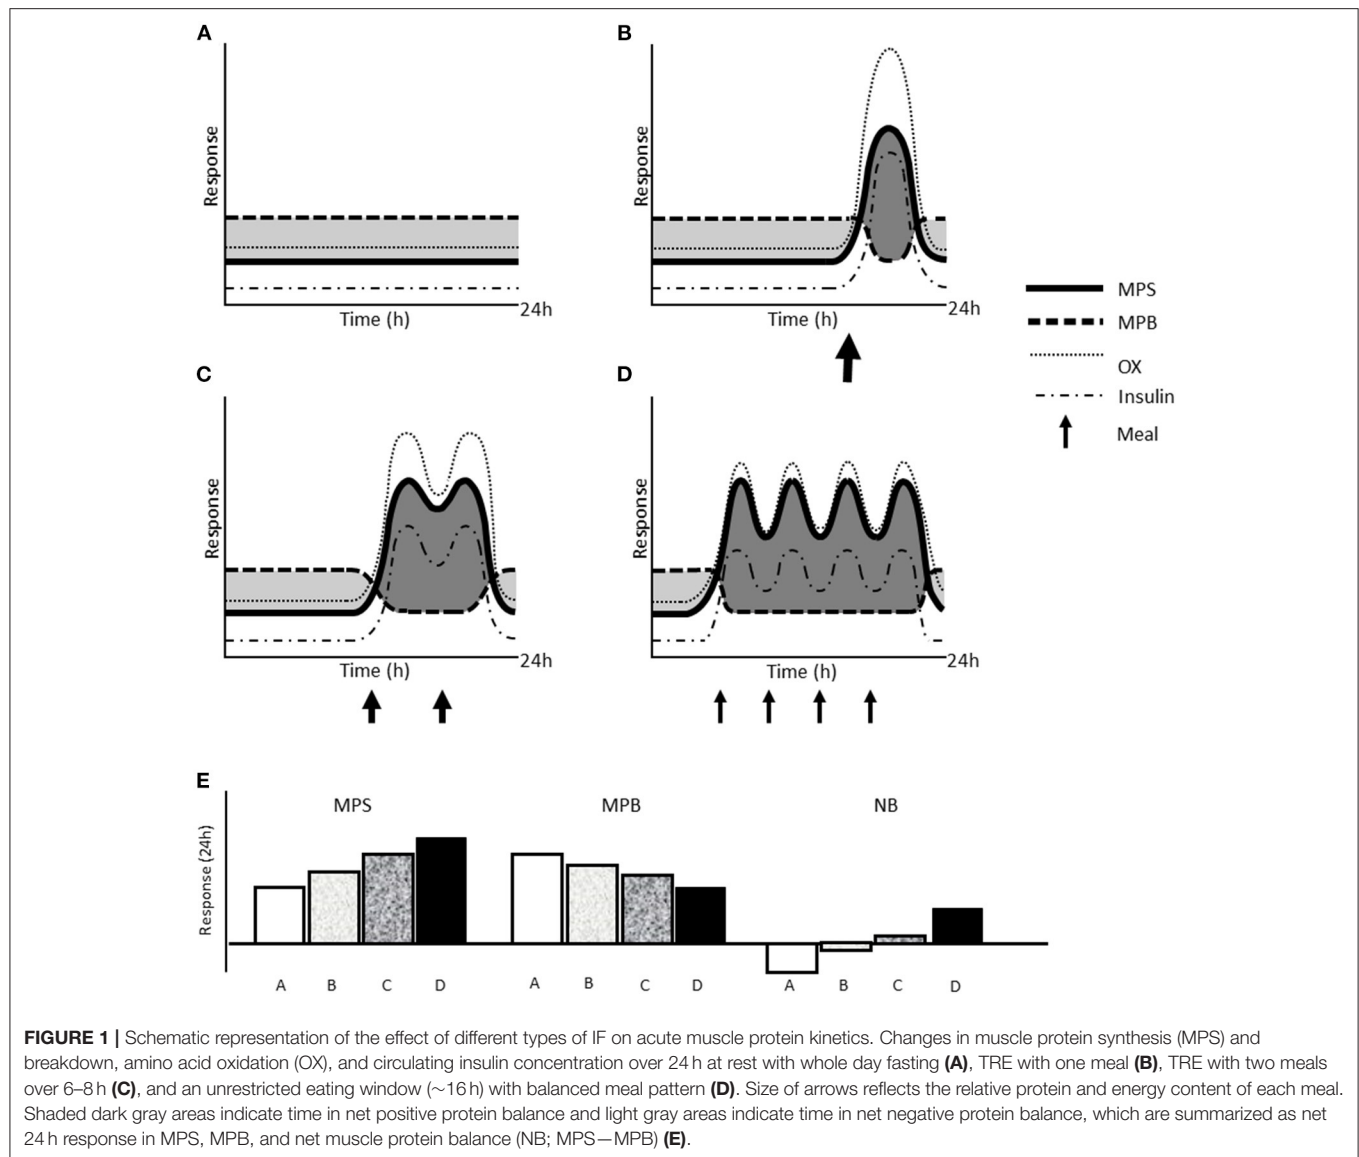 A
Response
Time (h)
24h
B
Response
Time (h)
24h
MPS
MPB
OX
Insulin
Meal
C
Response
Time (h)
24h
D
Response
Time (h)
24h
E
Response (24h)
MPS
MPB
NB
A B C D A B C D A B C D
FIGURE 1 | Schematic representation of the effect of different types of IF on acute muscle protein kinetics. Changes in muscle protein synthesis (MPS) and
breakdown, amino acid oxidation (OX), and circulating insulin concentration over 24 h at rest with whole day fasting (A), TRE with one meal (B), TRE with two meals
over 6–8 h (C), and an unrestricted eating window (∼16 h) with balanced meal pattern (D). Size of arrows reflects the relative protein and energy content of each meal.
Shaded dark gray areas indicate time in net positive protein balance and light gray areas indicate time in net negative protein balance, which are summarized as net
24 h response in MPS, MPB, and net muscle protein balance (NB; MPS—MPB) (E).